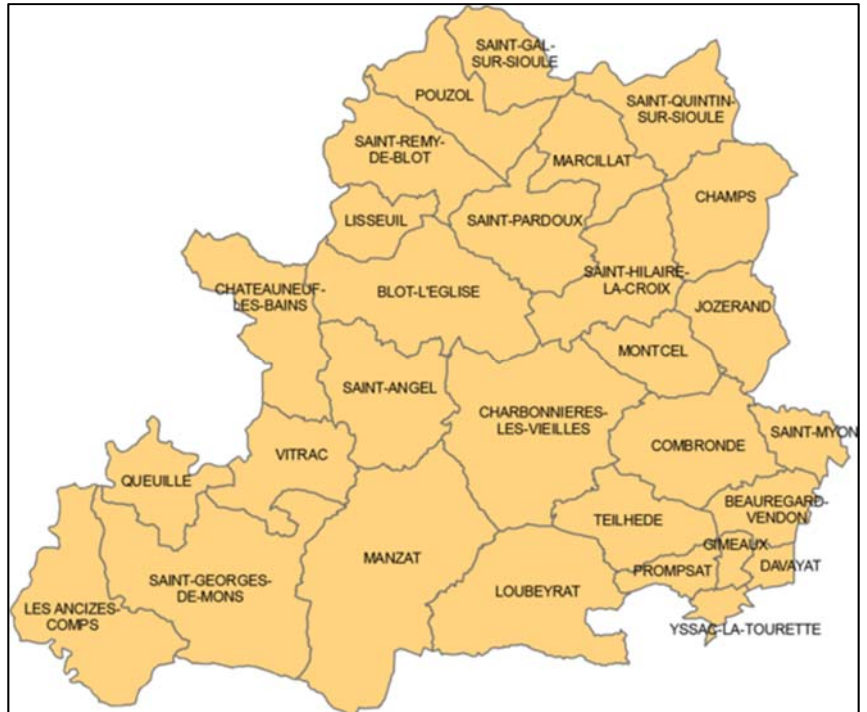 SAINT-GAL-
SUR-SIOULE
POUZOL
SAINT-QUINTIN-
SUR-SIOULE
SAINT-REMY-
DE-BLOT
MARCILLAT
CHAMPS
LISSEUIL
SAINT-PARDOUX
SAINT-HILAIRE-
LA-CROIX
CHATEAUNEUF-
LES-BAINS
BLOT-L'EGLISE
JOZERAND
MONTCEL
SAINT-ANGEL
CHARBONNIERES-
LES-VIEILLES
COMBRONDE
SAINT-MYON
VITRAC
QUEUILLE
BEAUREGARD-
VENDON
TEILHEDE
GIMEAUX
MANZAT
PROMPSAT
DAVAYAT
SAINT-GEORGES-
DE-MONS
LOUBEYRAT
LES ANCIZES-
COMPS
YSSAC-LA-TOURETTE